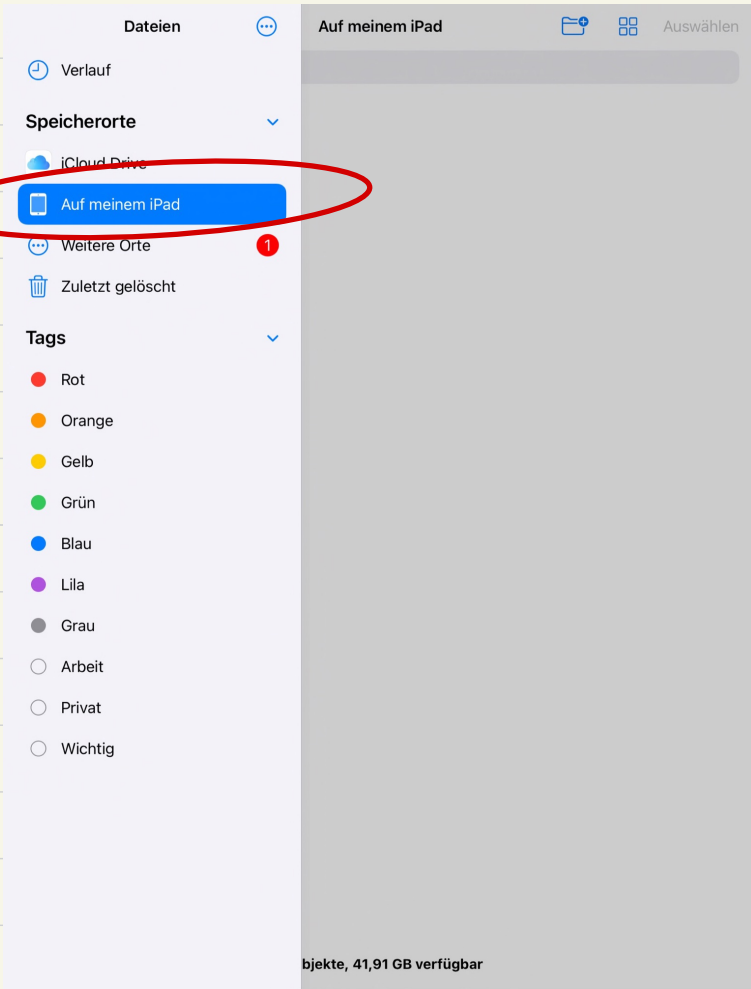 Dateien
Auf meinem iPad
Auswählen
Verlauf
Speicherorte
iCloud Drive
Auf meinem iPad
Weitere Orte
1
Zuletzt gelöscht
Tags
Rot
Orange
Gelb
Grün
Blau
Lila
Grau
Arbeit
Privat
Wichtig
bjekte, 41,91 GB verfügbar